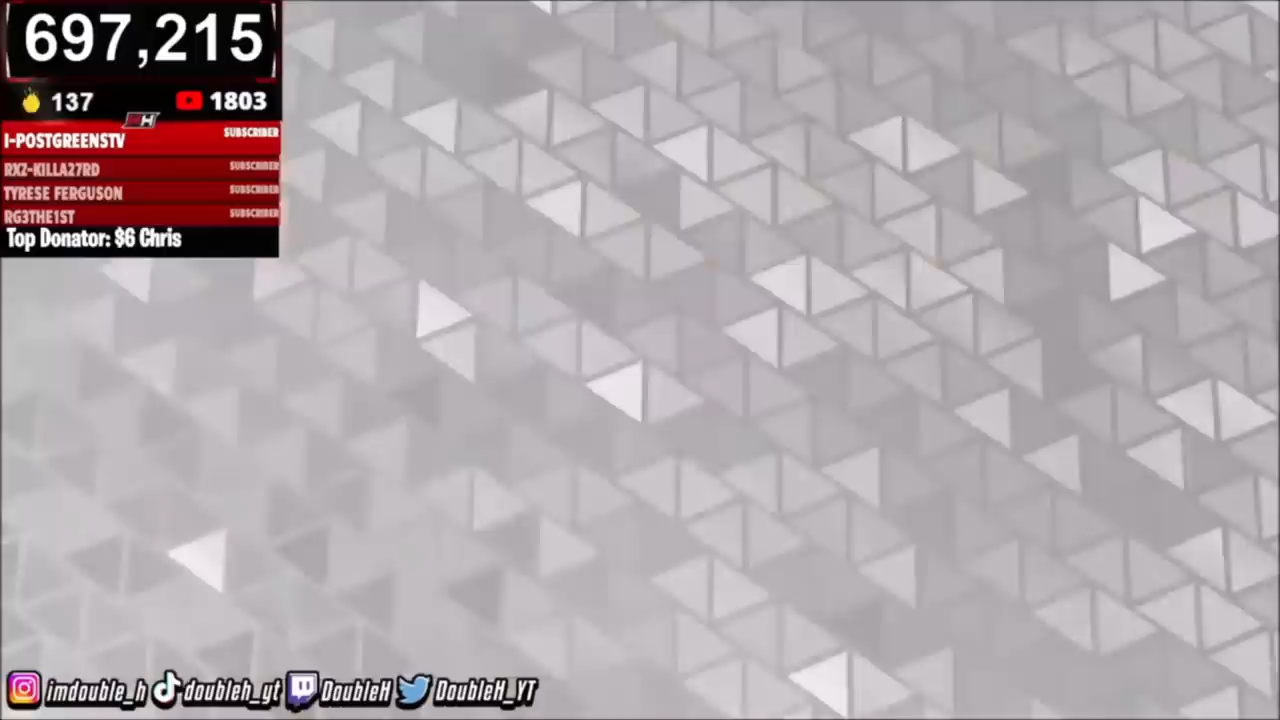 697,215
137 1803
H
I-POSTGREENSTV SUBSCRIBER
RXZ-KILLA27RD SUBSCRIBER
TYRESE FERGUSON SUBSCRIBER
RG3THE1ST SUBSCRIBER
Top Donator: $6 Chris
imdouble_h doubleh_yt DoubleH DoubleH_YT